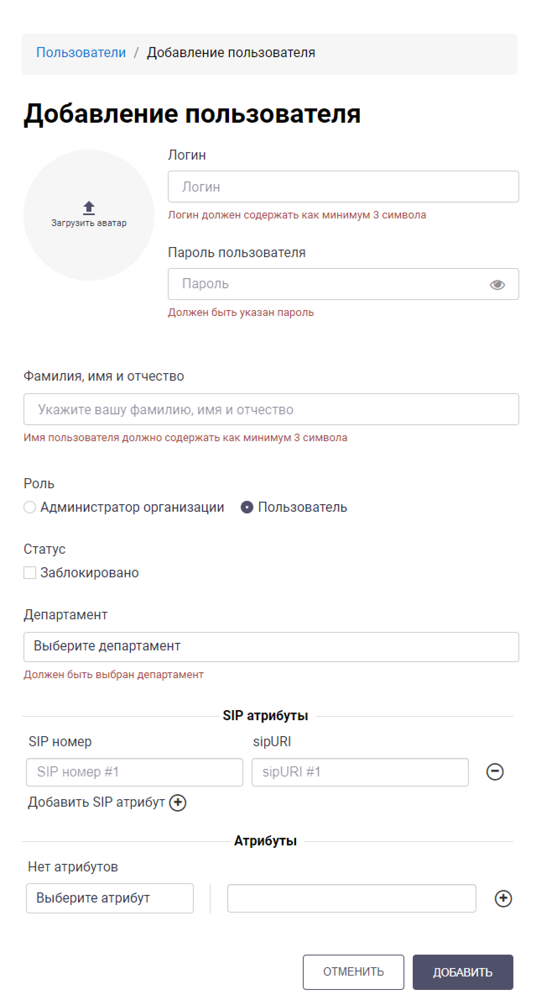 Пользователи / Добавление пользователя
Добавление пользователя
Загрузить аватар
Логин
Логин
Логин должен содержать как минимум 3 символа
Пароль пользователя
Пароль
Должен быть указан пароль
Фамилия, имя и отчество
Укажите вашу фамилию, имя и отчество
Имя пользователя должно содержать как минимум 3 символа
Роль
Администратор организации Пользователь
Статус
Заблокировано
Департамент
Выберите департамент
Должен быть выбран департамент
SIP атрибуты
SIP номер sipURI
SIP номер #1 sipURI #1
Добавить SIP атрибут
Атрибуты
Нет атрибутов
Выберите атрибут
ОТМЕНИТЬ ДОБАВИТЬ